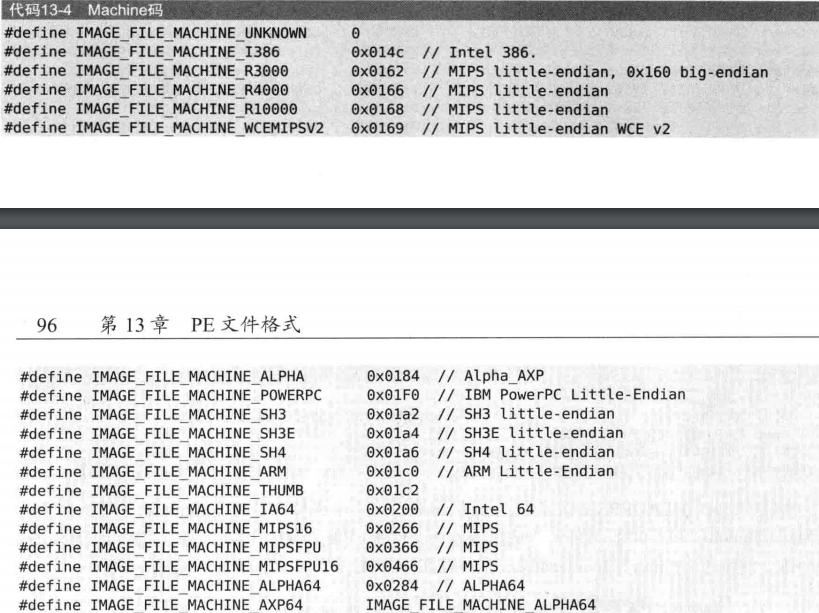 代码13-4 Machine码
#define IMAGE_FILE_MACHINE_UNKNOWN 0
#define IMAGE_FILE_MACHINE_I386 0x014c // Intel 386.
#define IMAGE_FILE_MACHINE_R3000 0x0162 // MIPS little-endian, 0x160 big-endian
#define IMAGE_FILE_MACHINE_R4000 0x0166 // MIPS little-endian
#define IMAGE_FILE_MACHINE_R10000 0x0168 // MIPS little-endian
#define IMAGE_FILE_MACHINE_WCEMIPSV2 0x0169 // MIPS little-endian WCE v2
96 第 13 章 PE 文件格式
#define IMAGE_FILE_MACHINE_ALPHA 0x0184 // Alpha_AXP
#define IMAGE_FILE_MACHINE_POWERPC 0x01F0 // IBM PowerPC Little-Endian
#define IMAGE_FILE_MACHINE_SH3 0x01a2 // SH3 little-endian
#define IMAGE_FILE_MACHINE_SH3E 0x01a4 // SH3E little-endian
#define IMAGE_FILE_MACHINE_SH4 0x01a6 // SH4 little-endian
#define IMAGE_FILE_MACHINE_ARM 0x01c0 // ARM Little-Endian
#define IMAGE_FILE_MACHINE_THUMB 0x01c2
#define IMAGE_FILE_MACHINE_IA64 0x0200 // Intel 64
#define IMAGE_FILE_MACHINE_MIPS16 0x0266 // MIPS
#define IMAGE_FILE_MACHINE_MIPSFPU 0x0366 // MIPS
#define IMAGE_FILE_MACHINE_MIPSFPU16 0x0466 // MIPS
#define IMAGE_FILE_MACHINE_ALPHA64 0x0284 // ALPHA64
#define IMAGE_FILE_MACHINE_AXP64 IMAGE_FILE_MACHINE_ALPHA64